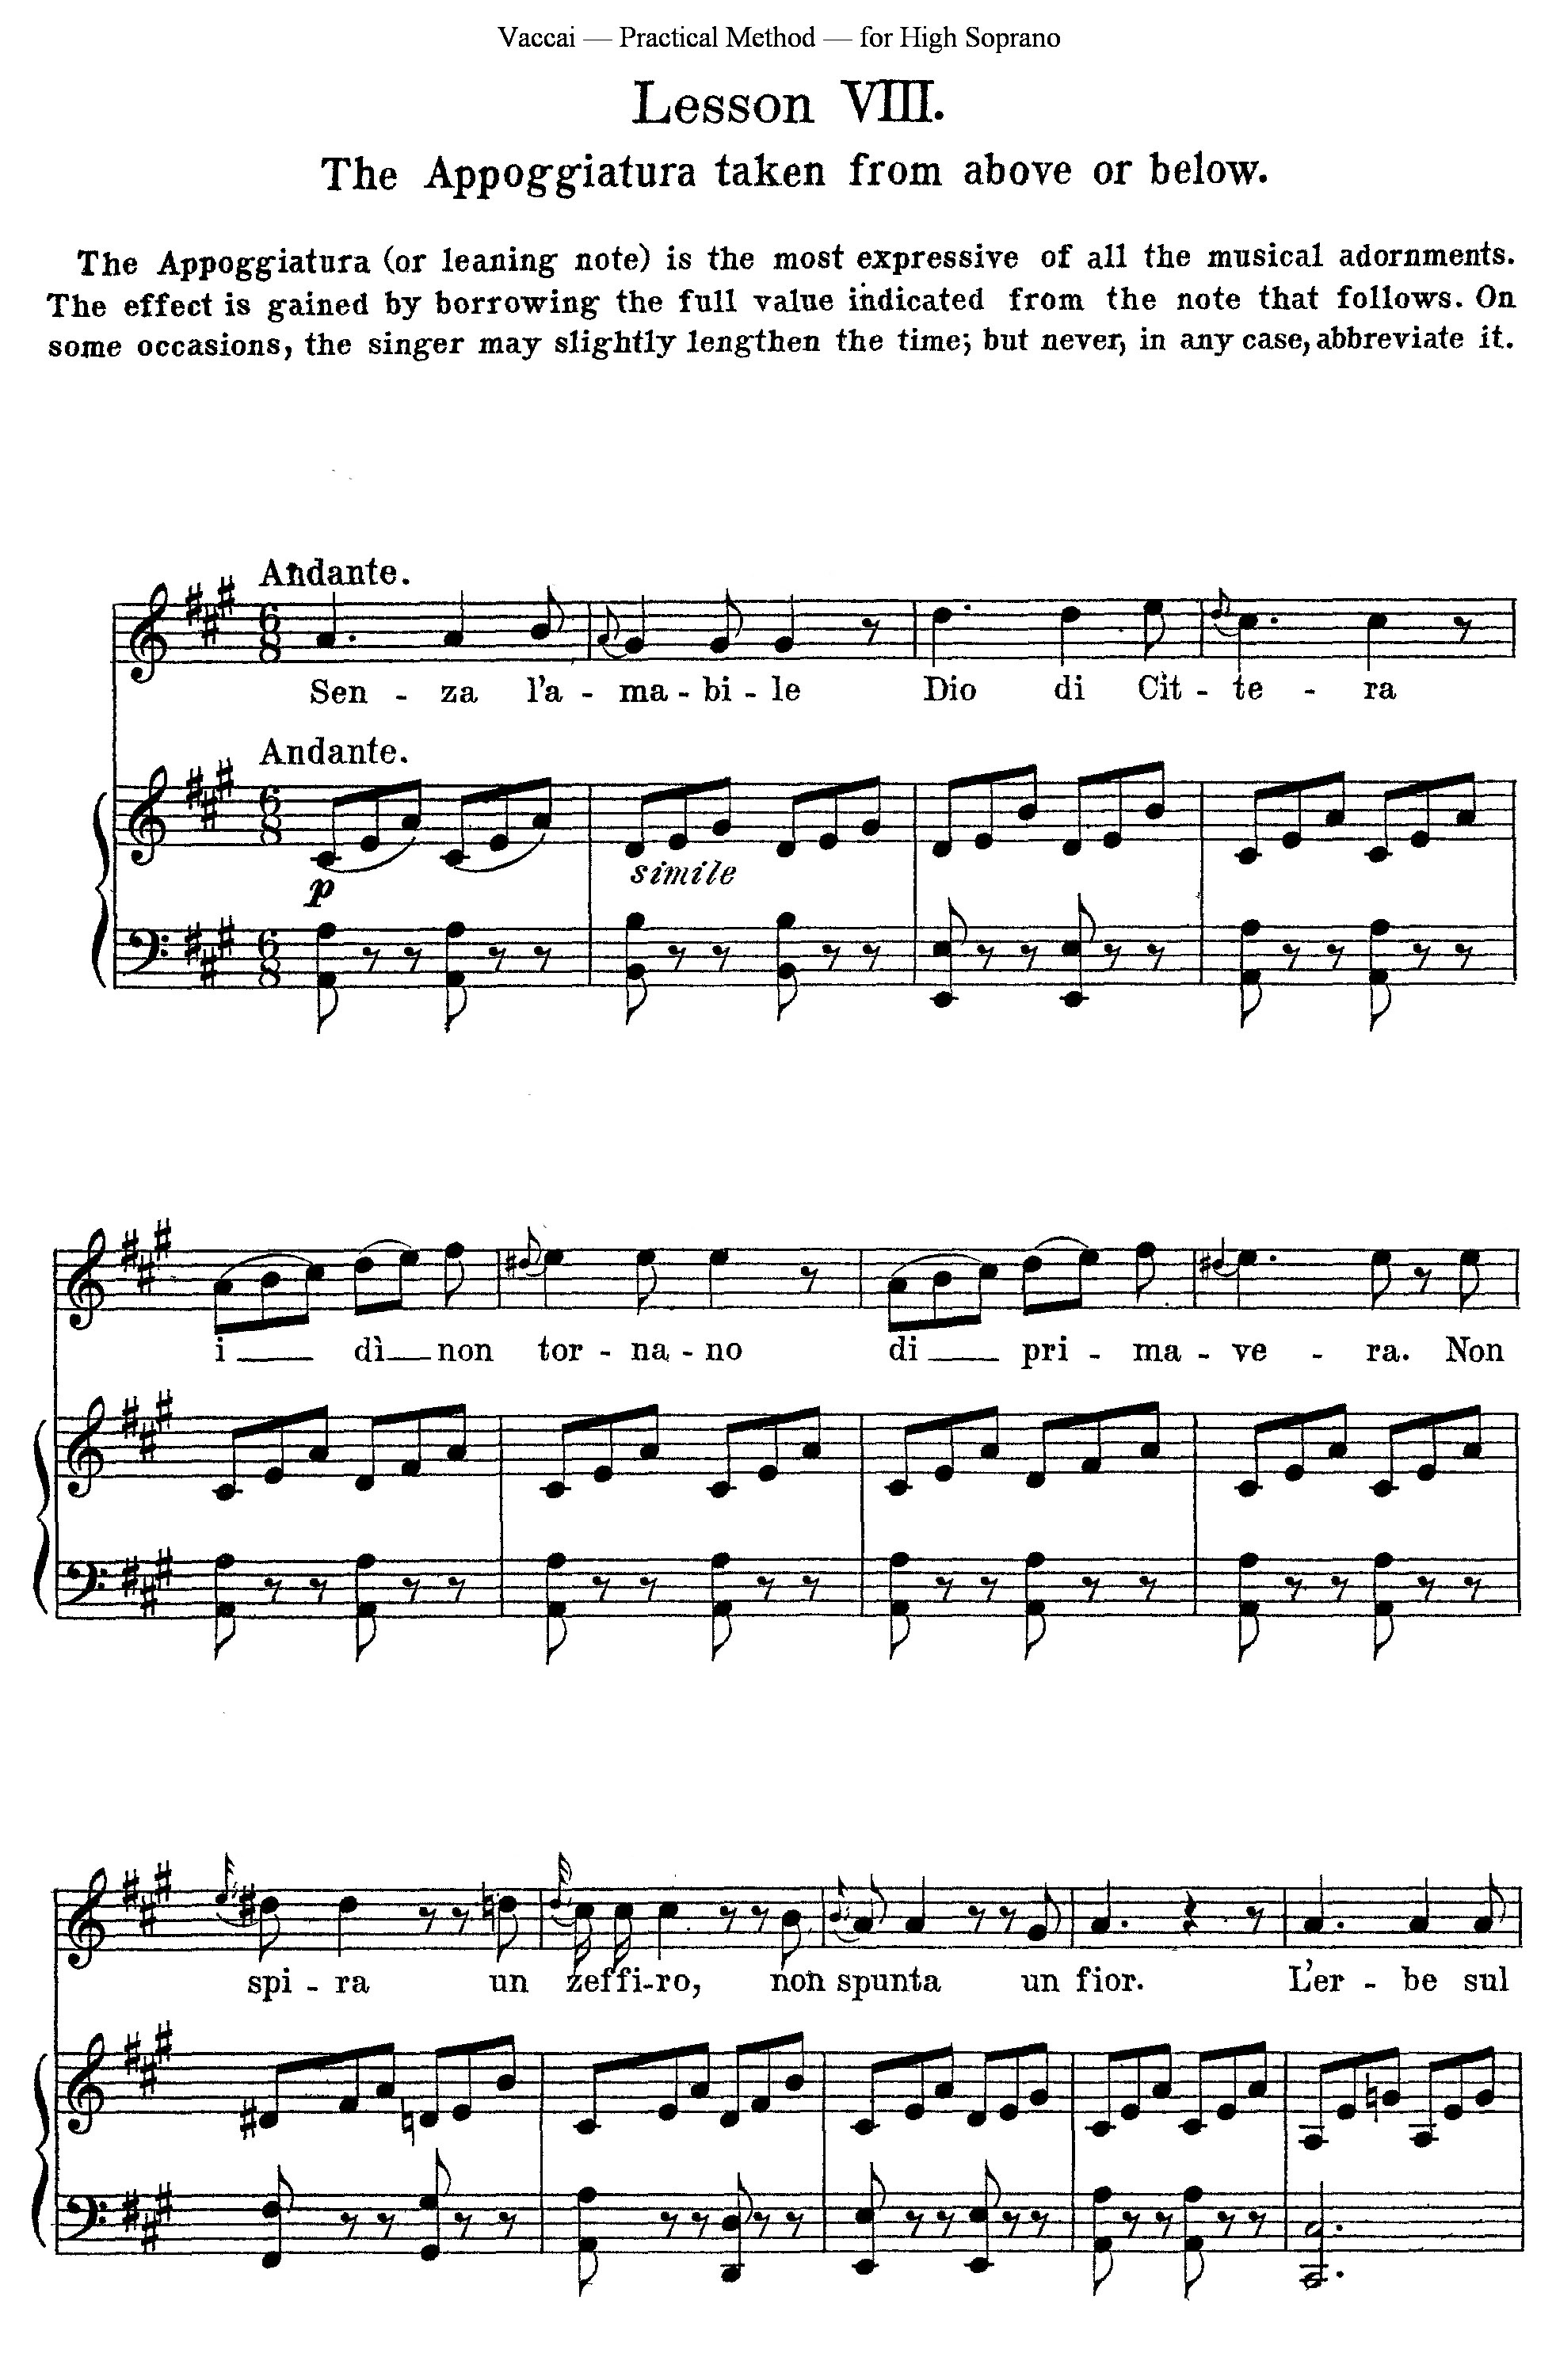 Vaccai — Practical Method — for High Soprano
Lesson VIII.
The Appoggiatura taken from above or below.
The Appoggiatura (or leaning note) is the most expressive of all the musical adornments.
The effect is gained by borrowing the full value indicated from the note that follows. On
some occasions, the singer may slightly lengthen the time; but never, in any case, abbreviate it.
Andante.
6 8
Sen - za l'a - ma - bi - le Dio di Cit - te - ra
Andante.
6 8
p simile
6 8
i dì non tor - na - no di pri - ma - ve - ra. Non
spi - ra un zeffi-ro, non spunta un fior. L'er - be sul